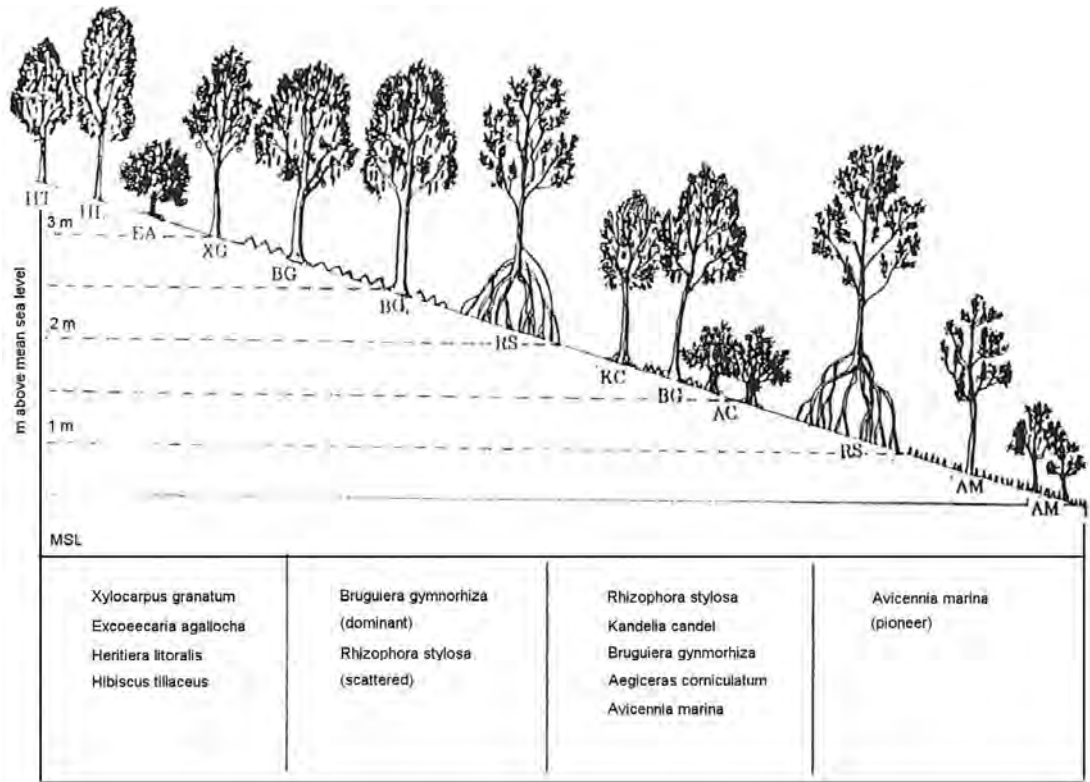 HT
HL
EA
XG
BG
BG
RS
KC
BG
AC
RS
AM
AM
m above mean sea level
3 m
2 m
1 m
MSL
Xylocarpus granatum
Excoeecaria agallocha
Heritiera litoralis
Hibiscus tiliaceus
Bruguiera gymnorhiza
(dominant)
Rhizophora stylosa
(scattered)
Rhizophora stylosa
Kandelia candel
Bruguiera gynmorhiza
Aegiceras corniculatum
Avicennia marina
Avicennia marina
(pioneer)